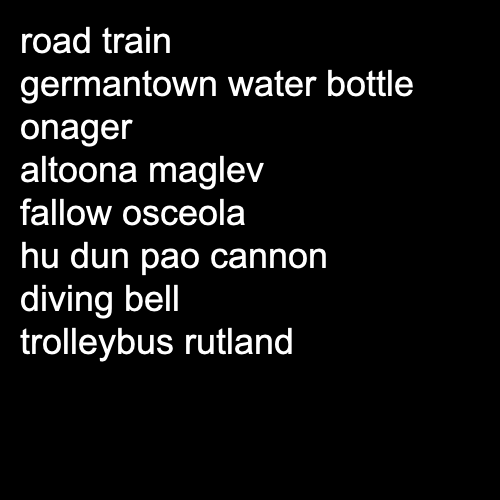 road train
germantown water bottle
onager
altoona maglev
fallow osceola
hu dun pao cannon
diving bell
trolleybus rutland